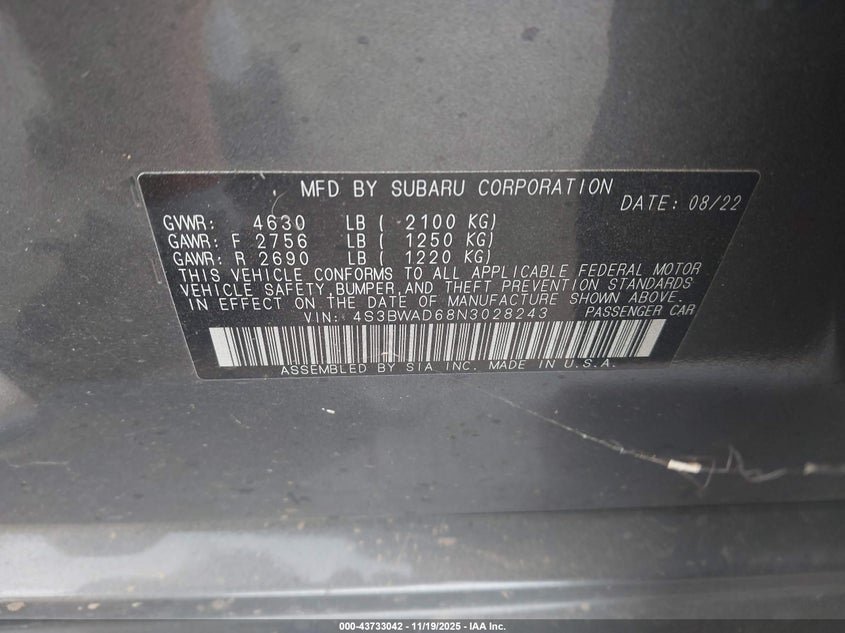 MFD BY SUBARU CORPORATION
DATE: 08/22
GVWR: 4630 LB ( 2100 KG)
GAWR: F 2756 LB ( 1250 KG)
GAWR: R 2690 LB ( 1220 KG)
THIS VEHICLE CONFORMS TO ALL APPLICABLE FEDERAL MOTOR
VEHICLE SAFETY, BUMPER, AND THEFT PREVENTION STANDARDS
IN EFFECT ON THE DATE OF MANUFACTURE SHOWN ABOVE.
VIN: 4S3BWAD68N3028243 PASSENGER CAR
ASSEMBLED BY SIA INC. MADE IN U.S.A.
000-43733042 — 11/19/2025 — IAA Inc.